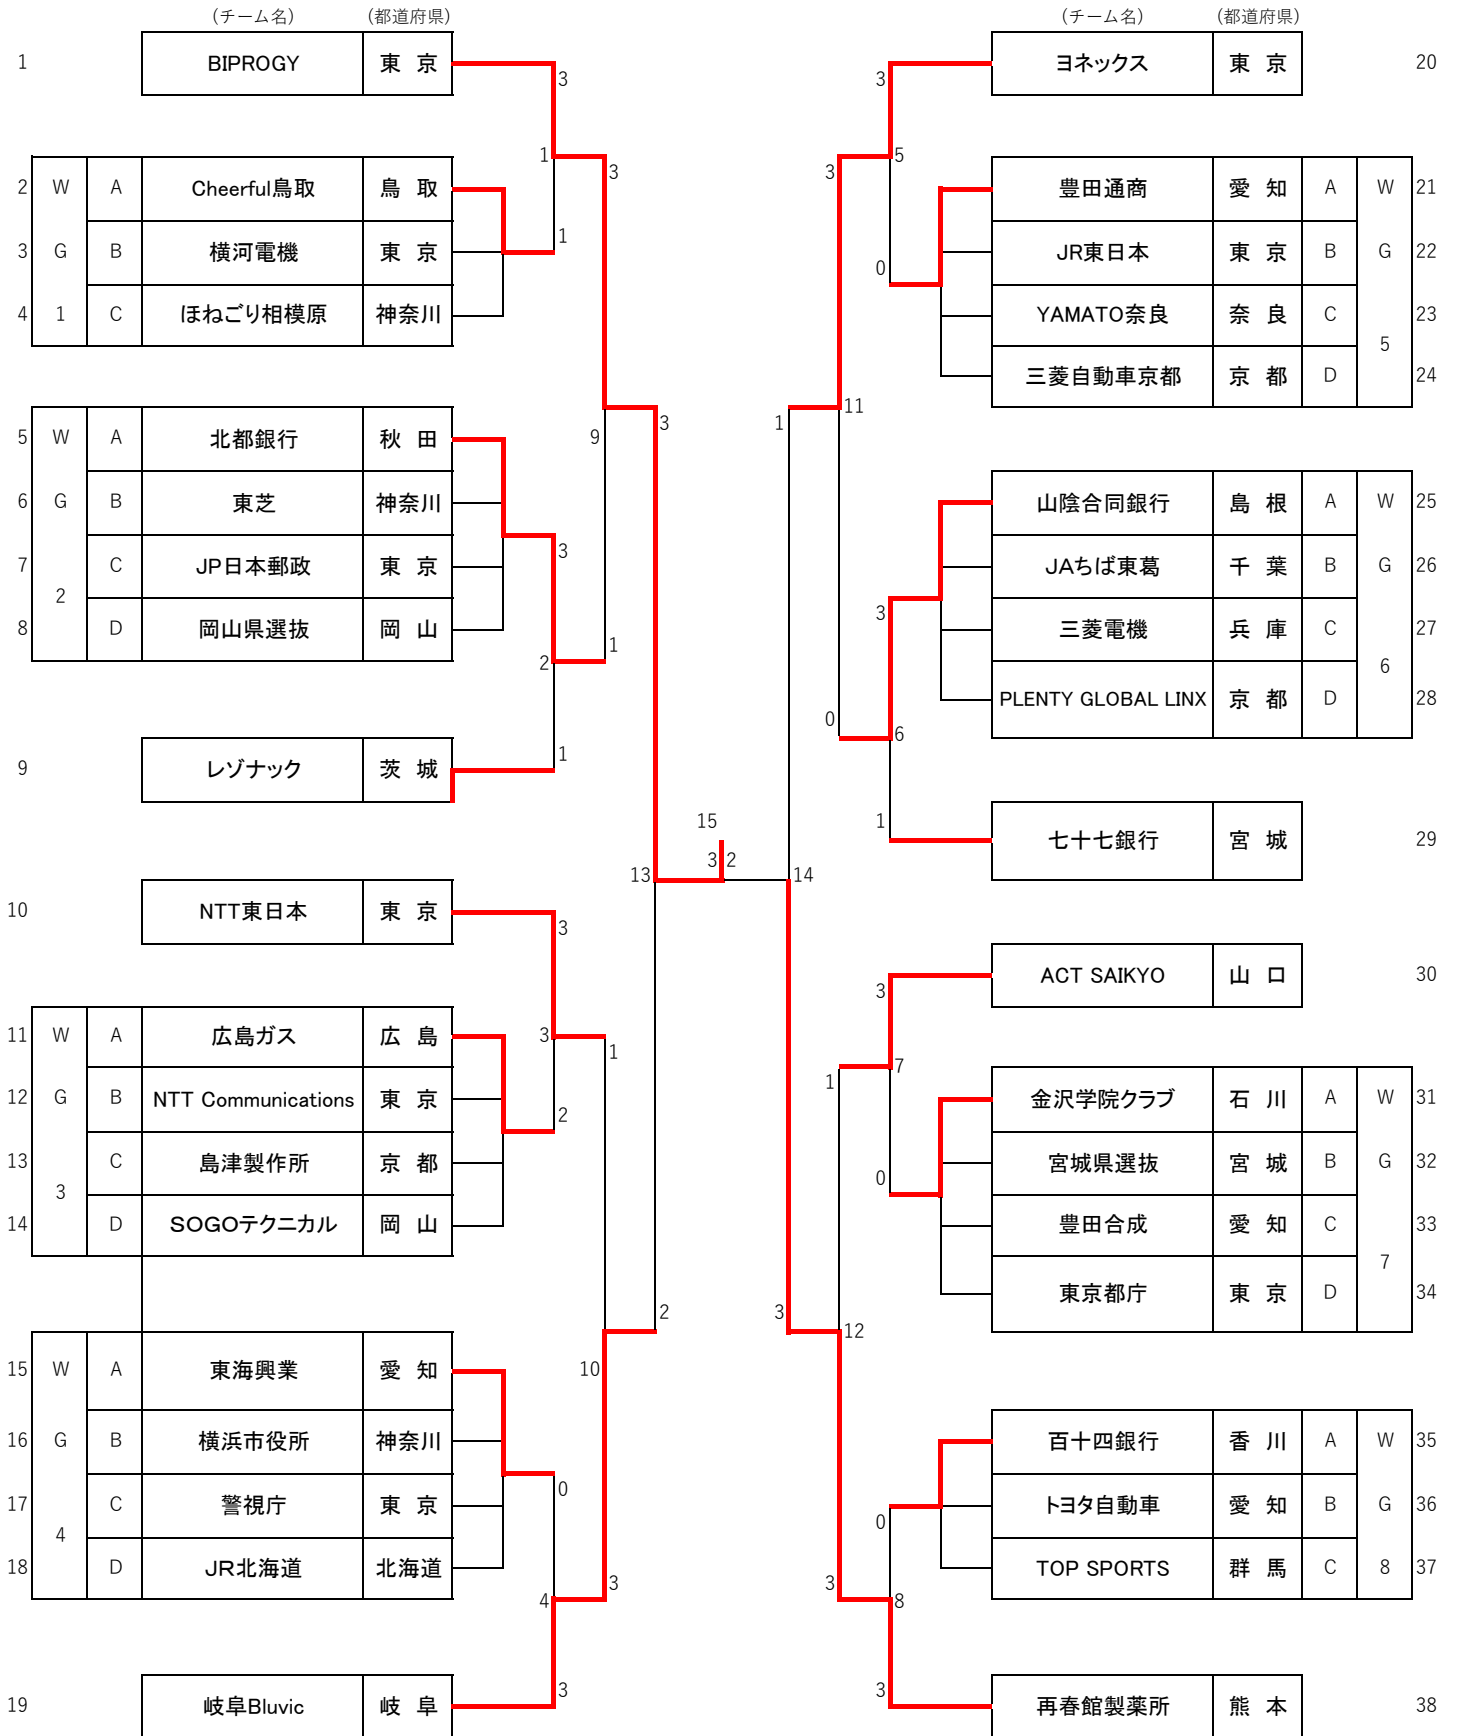 (チーム名) (都道府県)
1 BIPROGY 東 京 3
1 3
2 W A Cheerful鳥取 鳥 取
3 G B 横河電機 東 京 1
4 1 C ほねごり相模原 神奈川
5 W A 北都銀行 秋 田 9 3
6 G B 東芝 神奈川
7 C JP日本郵政 東 京 3
2
8 D 岡山県選抜 岡 山 1
2
9 レゾナック 茨 城 1
15
3 2
13 14
10 NTT東日本 東 京 3
11 W A 広島ガス 広 島 3 1
12 G B NTT Communications 東 京 2
13 C 島津製作所 京 都
3
14 D SOGOテクニカル 岡 山
2
15 W A 東海興業 愛 知 10
16 G B 横浜市役所 神奈川
0
17 C 警視庁 東 京
4
18 D JR北海道 北海道 3
4
19 岐阜Bluvic 岐 阜 3
(チーム名) (都道府県)
3 ヨネックス 東 京 20
3 5
豊田通商 愛 知 A W 21
0 JR東日本 東 京 B G 22
YAMATO奈良 奈 良 C 23
5
三菱自動車京都 京 都 D 24
1 11
山陰合同銀行 島 根 A W 25
JAちば東葛 千 葉 B G 26
3 三菱電機 兵 庫 C 27
6
PLENTY GLOBAL LINX 京 都 D 28
0 6
1 七十七銀行 宮 城 29
3 ACT SAIKYO 山 口 30
1 7
金沢学院クラブ 石 川 A W 31
0 宮城県選抜 宮 城 B G 32
豊田合成 愛 知 C 33
7
東京都庁 東 京 D 34
3 12
百十四銀行 香 川 A W 35
0 トヨタ自動車 愛 知 B G 36
TOP SPORTS 群 馬 C 8 37
3 8
3 再春館製薬所 熊 本 38